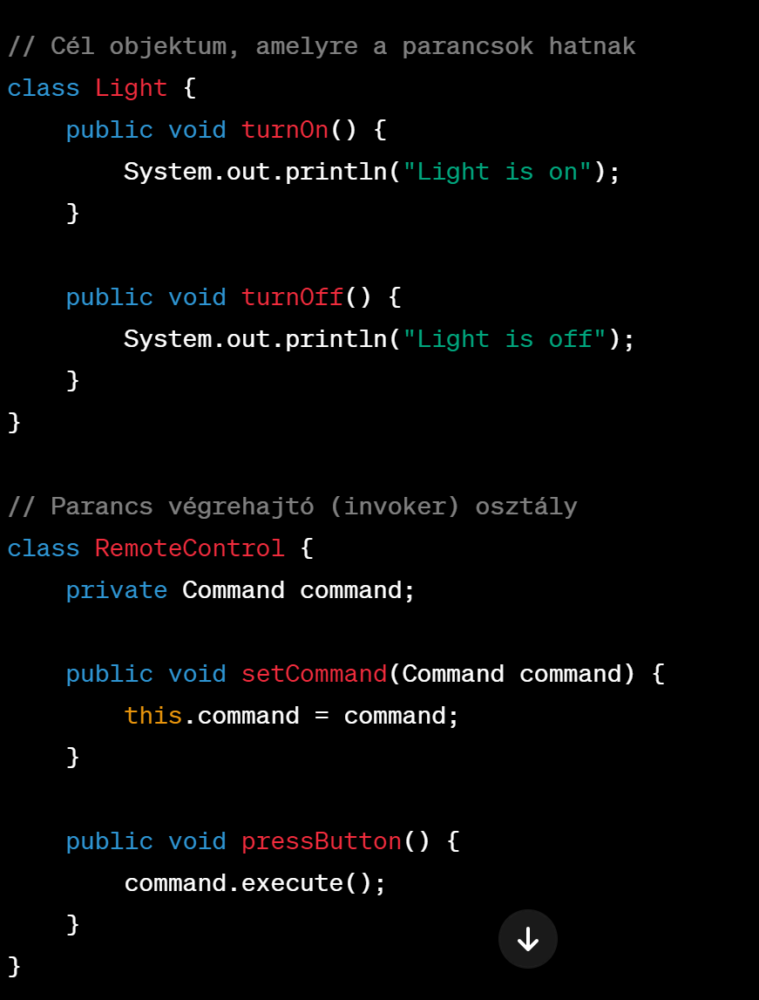 // Cél objektum, amelyre a parancsok hatnak
class Light {
    public void turnOn() {
        System.out.println("Light is on");
    }

    public void turnOff() {
        System.out.println("Light is off");
    }
}

// Parancs végrehajtó (invoker) osztály
class RemoteControl {
    private Command command;

    public void setCommand(Command command) {
        this.command = command;
    }

    public void pressButton() {
        command.execute();
    }
}